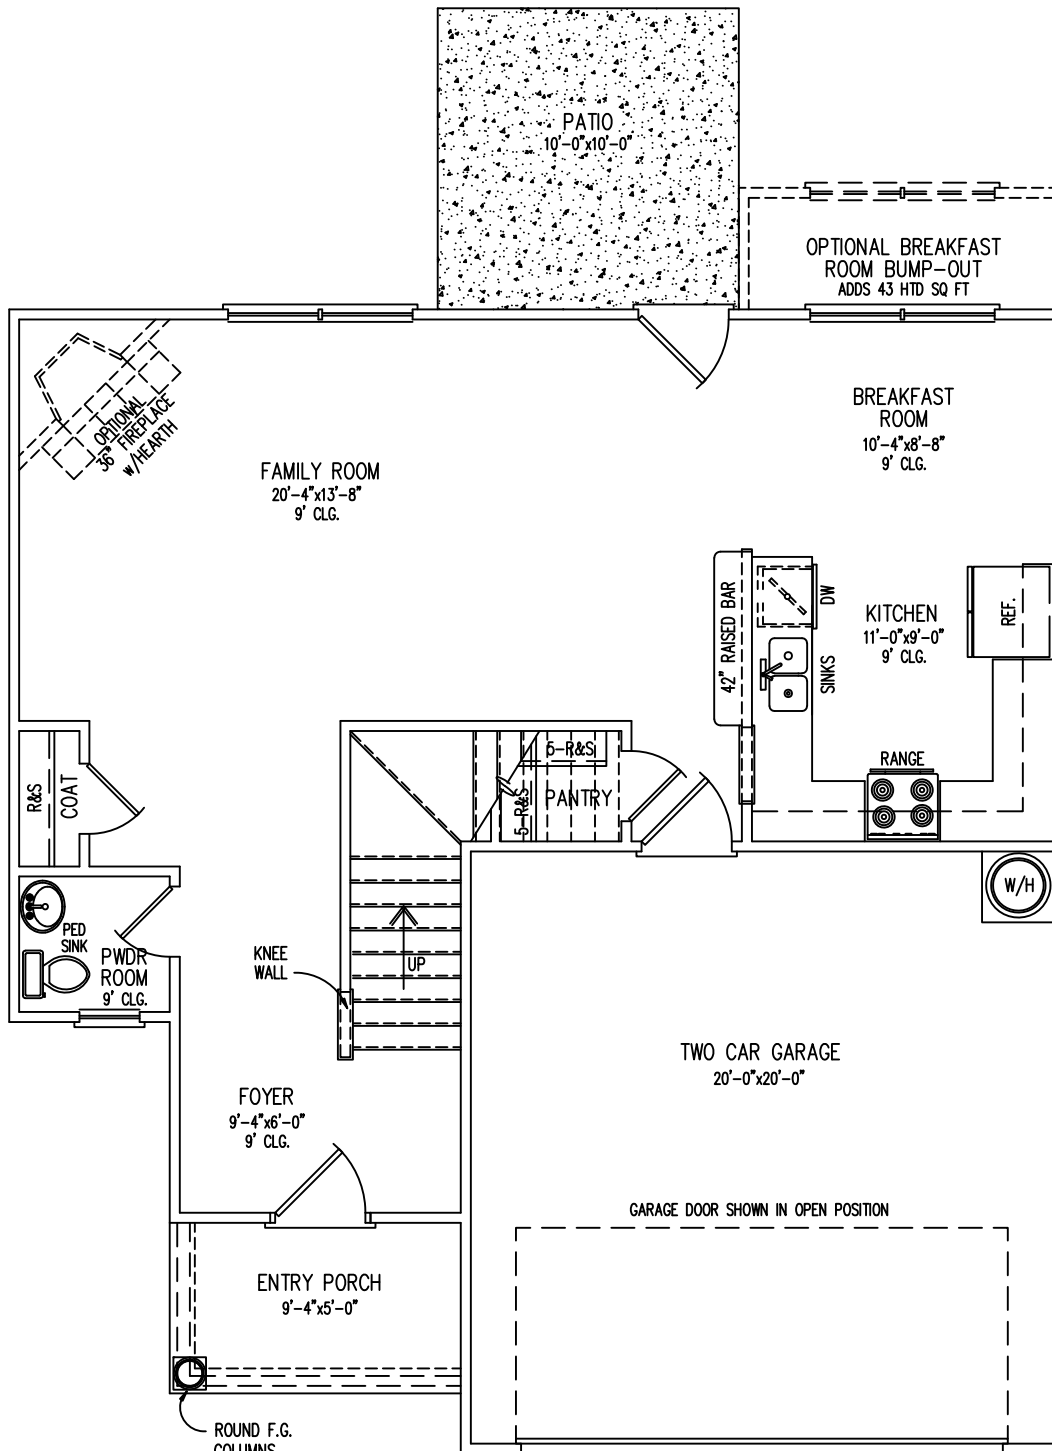 PATIO
10'-0"x10'-0"
OPTIONAL BREAKFAST
ROOM BUMP-OUT
ADDS 43 HTD SQ FT
OPTIONAL
36" FIREPLACE
w/HEARTH
BREAKFAST
ROOM
10'-4"x8'-8"
9' CLG.
FAMILY ROOM
20'-4"x13'-8"
9' CLG.
42" RAISED BAR
DW
SINKS
KITCHEN
11'-0"x9'-0"
9' CLG.
REF.
RANGE
R&S
COAT
5-R&S
5-R&S
PANTRY
W/H
PED
SINK
PWDR
ROOM
9' CLG.
KNEE
WALL
UP
TWO CAR GARAGE
20'-0"x20'-0"
FOYER
9'-4"x6'-0"
9' CLG.
GARAGE DOOR SHOWN IN OPEN POSITION
ENTRY PORCH
9'-4"x5'-0"
ROUND F.G.
COLUMNS